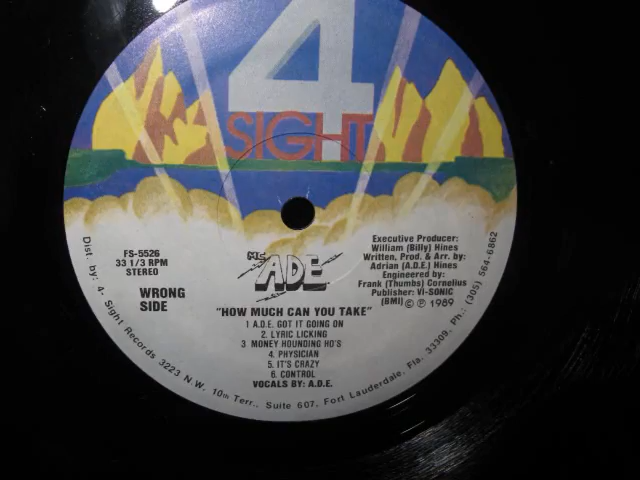 4
SIGHT
FS-5526
33 1/3 RPM
STEREO
WRONG
SIDE
MC
ADE
Executive Producer:
William (Billy) Hines
Written, Prod. & Arr. by:
Adrian (A.D.E.) Hines
Engineered by:
Frank (Thumbs) Cornelius
Publisher: VI-SONIC
(BMI) © ℗ 1989
"HOW MUCH CAN YOU TAKE"
1 A.D.E. GOT IT GOING ON
2. LYRIC LICKING
3. MONEY HOUNDING HO'S
4. PHYSICIAN
5. IT'S CRAZY
6. CONTROL
VOCALS BY: A.D.E.
Dist. by: 4- Sight Records 3223 N.W. 10th Terr., Suite 607, Fort Lauderdale, Fla. 33309, Ph.: (305) 564-6862